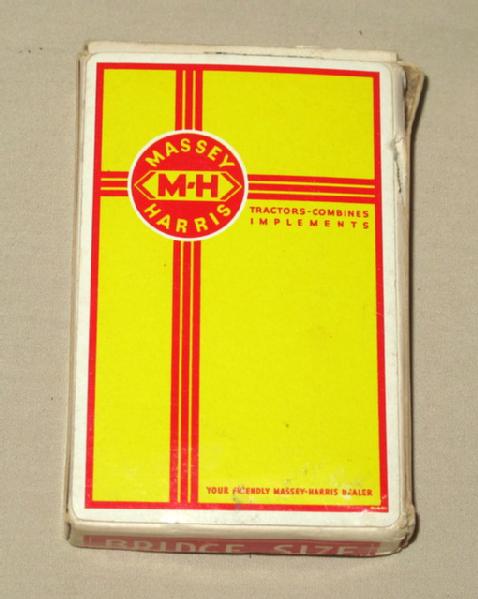 MASSEY
M-H
HARRIS
TRACTORS-COMBINES
IMPLEMENTS
YOUR FRIENDLY MASSEY-HARRIS DEALER
BRIDGE SIZE